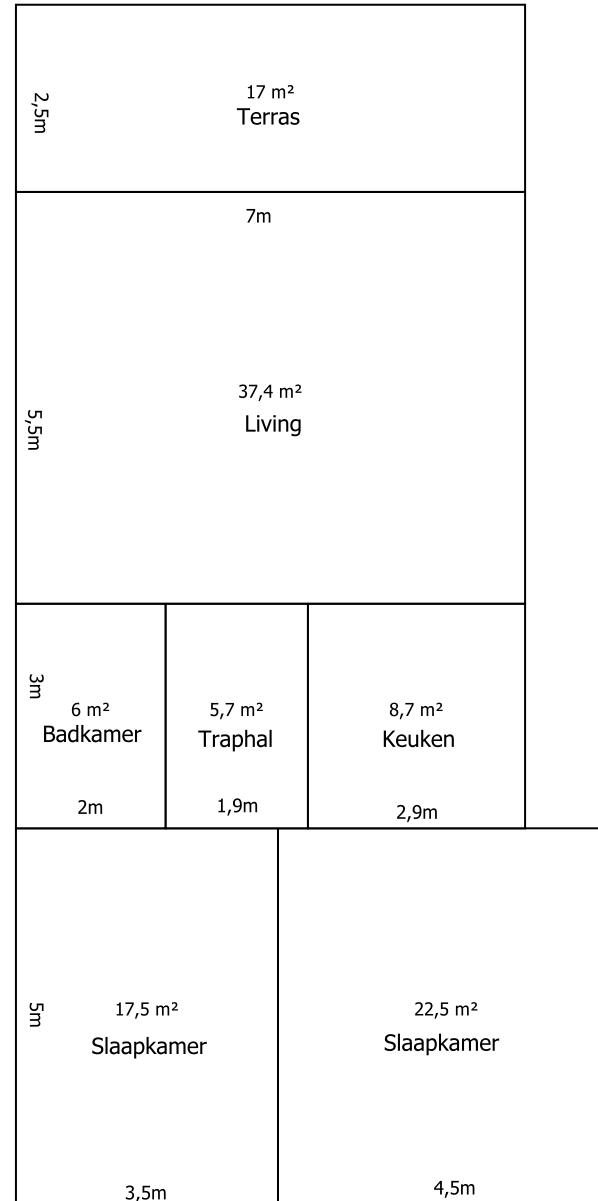 17 m²
Terras
2,5m
7m
37,4 m²
Living
5,5m
3m
6 m²
Badkamer
2m
5,7 m²
Traphal
1,9m
8,7 m²
Keuken
2,9m
5m
17,5 m²
Slaapkamer
3,5m
22,5 m²
Slaapkamer
4,5m